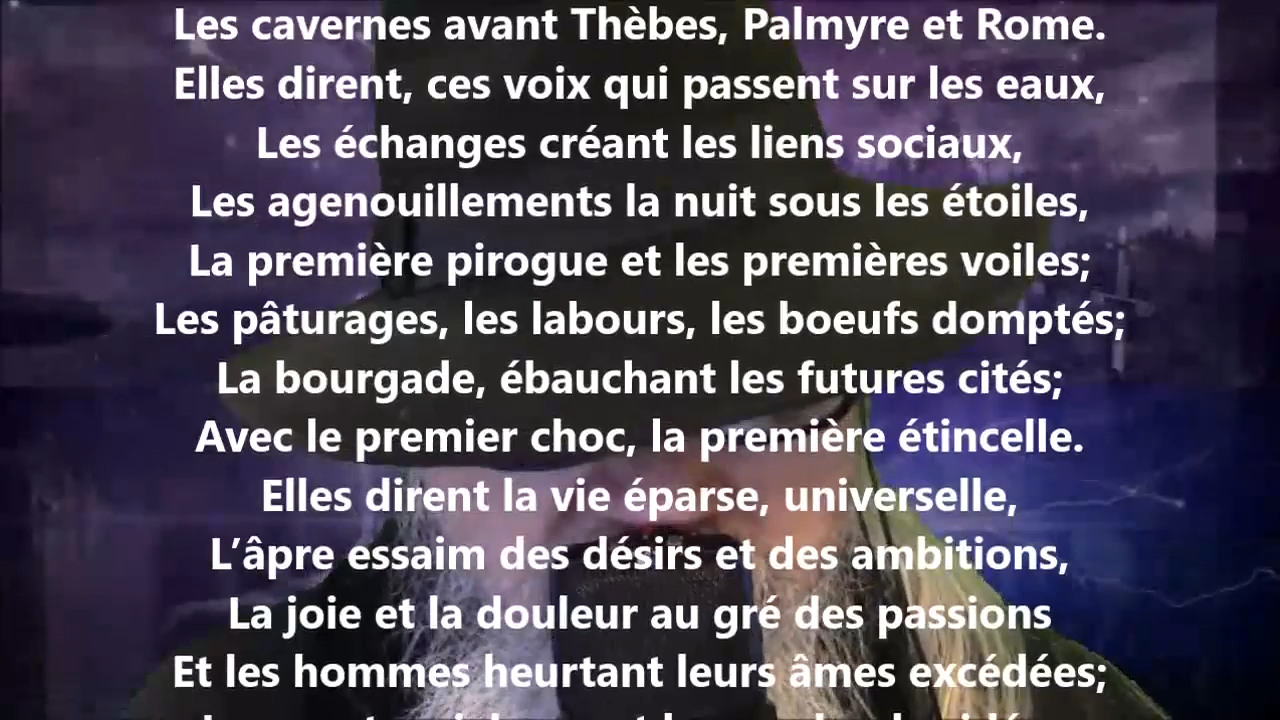 Les cavernes avant Thèbes, Palmyre et Rome.
Elles dirent, ces voix qui passent sur les eaux,
Les échanges créant les liens sociaux,
Les agenouillements la nuit sous les étoiles,
La première pirogue et les premières voiles;
Les pâturages, les labours, les boeufs domptés;
La bourgade, ébauchant les futures cités;
Avec le premier choc, la première étincelle.
Elles dirent la vie éparse, universelle,
L’âpre essaim des désirs et des ambitions,
La joie et la douleur au gré des passions
Et les hommes heurtant leurs âmes excédées;